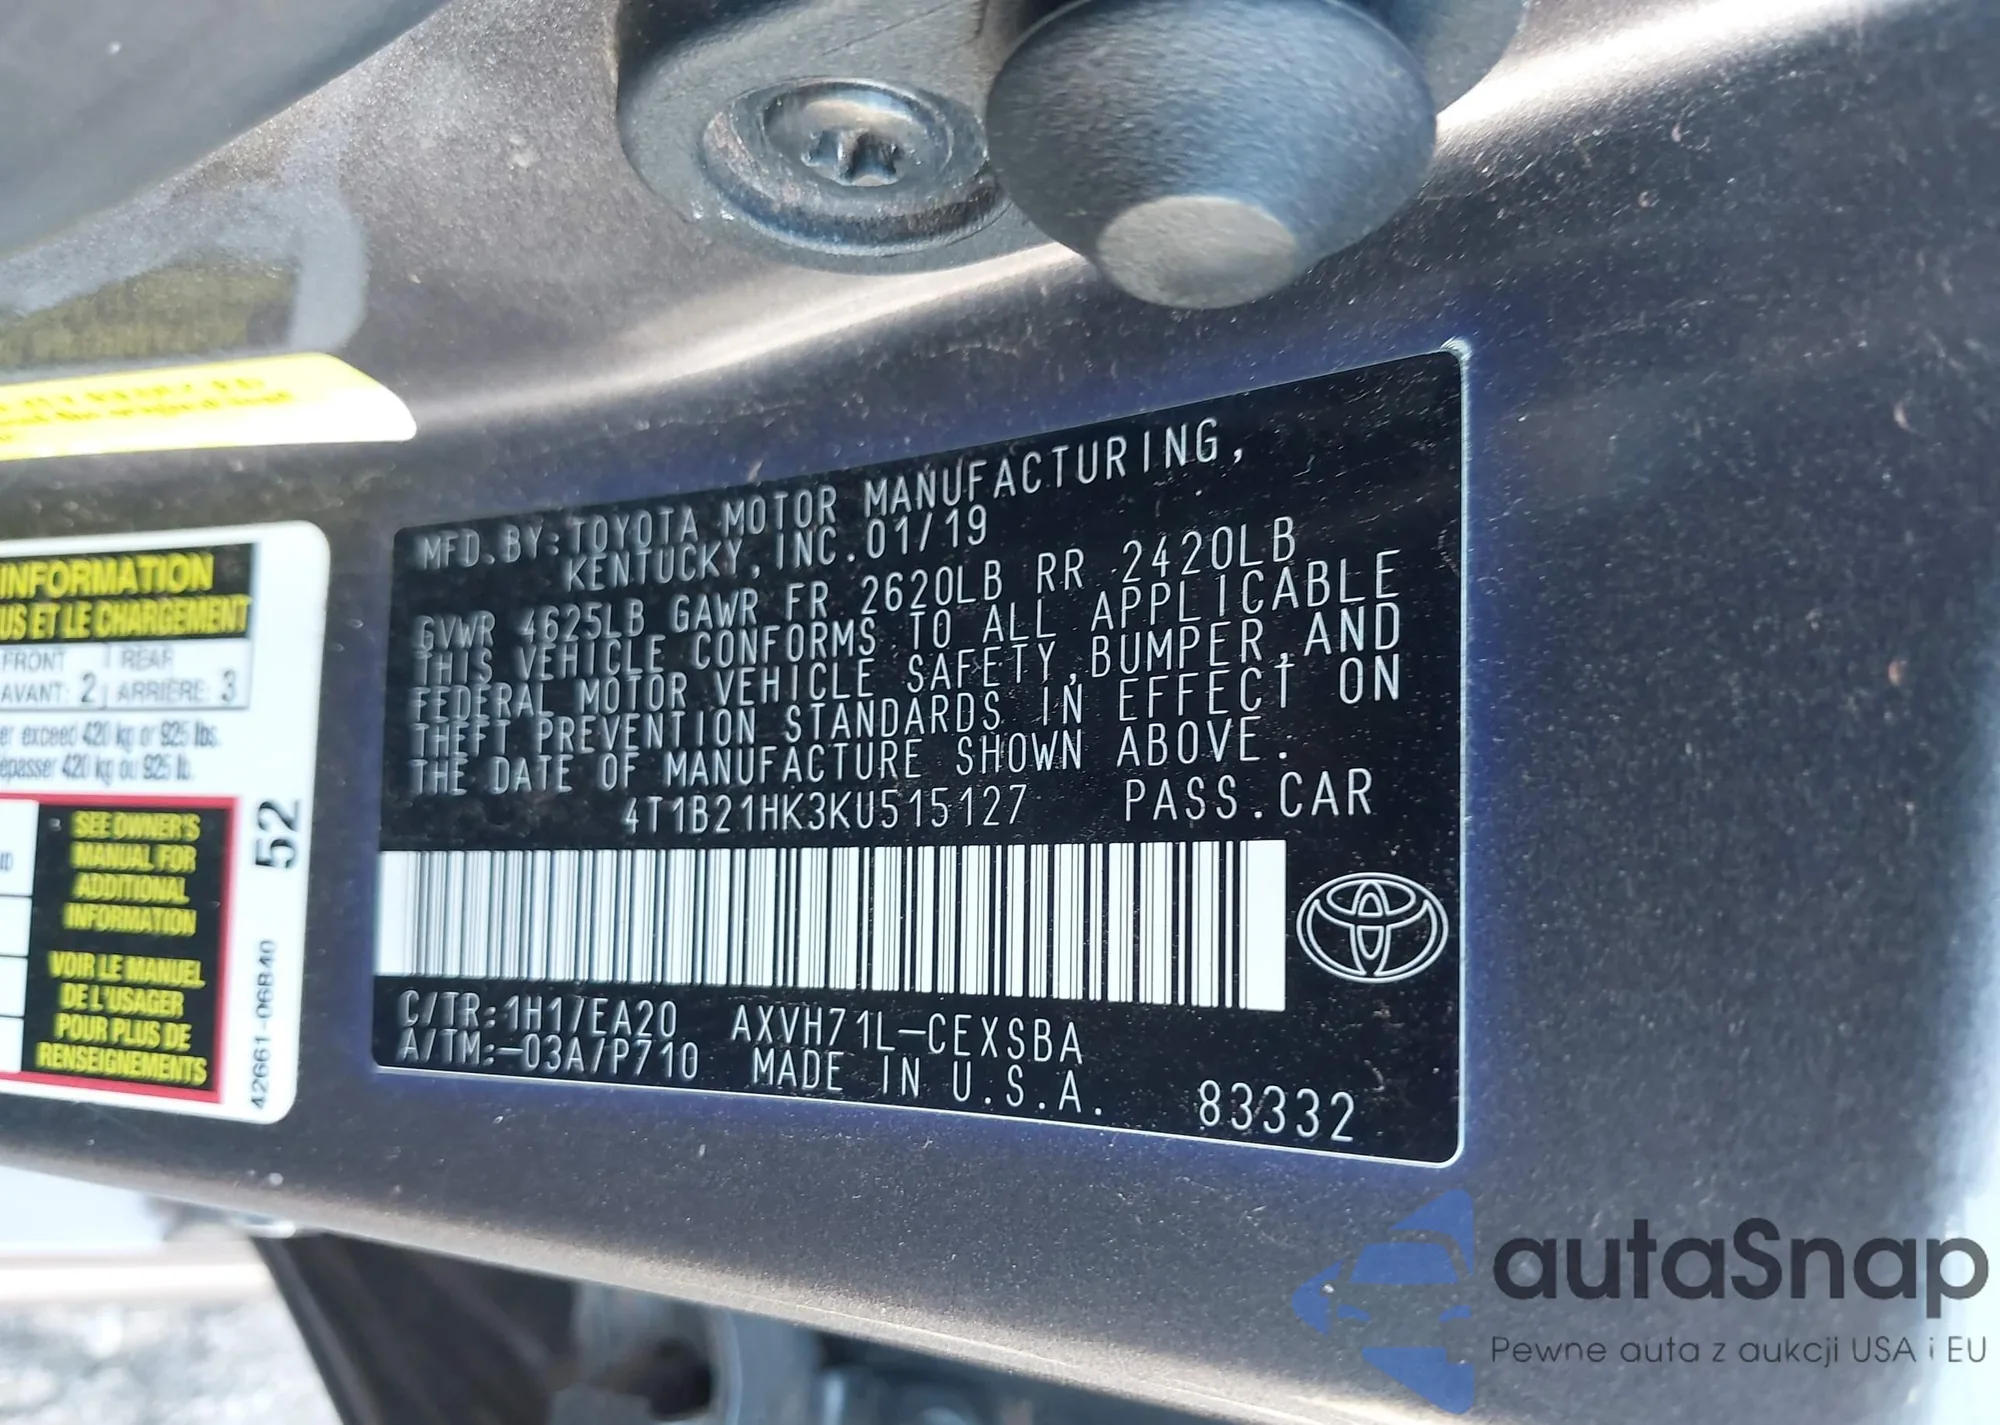 MFD.BY:TOYOTA MOTOR MANUFACTURING,
KENTUCKY,INC.01/19
GVWR 4625LB GAWR FR 2620LB RR 2420LB
THIS VEHICLE CONFORMS TO ALL APPLICABLE
FEDERAL MOTOR VEHICLE SAFETY,BUMPER,AND
THEFT PREVENTION STANDARDS IN EFFECT ON
THE DATE OF MANUFACTURE SHOWN ABOVE.
4T1B21HK3KU515127 PASS.CAR
C/TR:1H17EA20 AXVH71L-CEXSBA
A/TM:-03A/P710 MADE IN U.S.A.
83332
INFORMATION
US ET LE CHARGEMENT
FRONT REAR
AVANT: 2 ARRIÈRE: 3
er exceed 420 kg or 925 lbs.
épasser 420 kg ou 925 lb.
SEE OWNER'S
MANUAL FOR
ADDITIONAL
INFORMATION
VOIR LE MANUEL
DE L'USAGER
POUR PLUS DE
RENSEIGNEMENTS
52
42661-06B40
autaSnap
Pewne auta z aukcji USA i EU